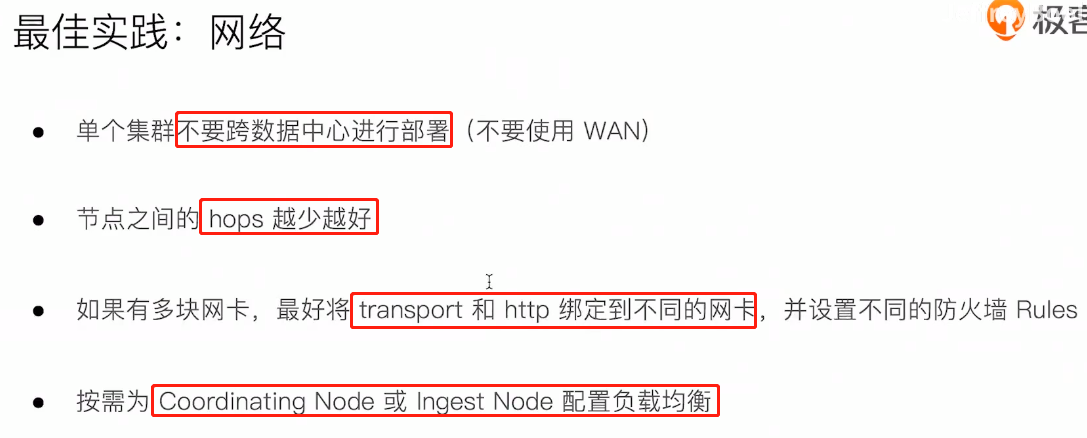 最佳实践：网络
极客
单个集群不要跨数据中心进行部署（不要使用 WAN）
节点之间的 hops 越少越好
如果有多块网卡，最好将 transport 和 http 绑定到不同的网卡，并设置不同的防火墙 Rules
按需为 Coordinating Node 或 Ingest Node 配置负载均衡